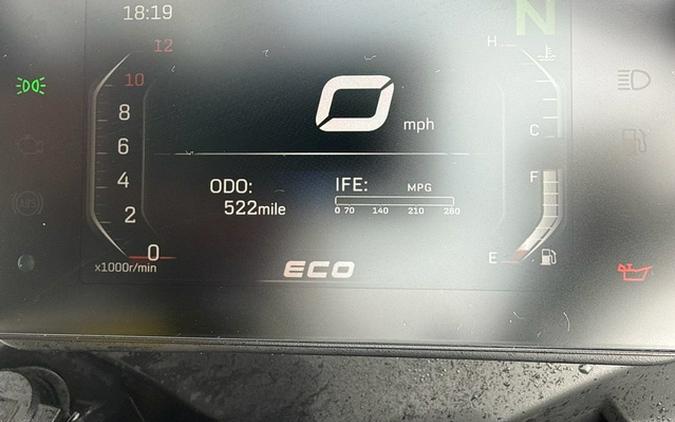 18:19
N
12
H
10
8
0 mph
C
6
F
4
ODO:
IFE: MPG
ABS
2
522mile
0 70 140 210 280
0
E
x1000r/min
ECO